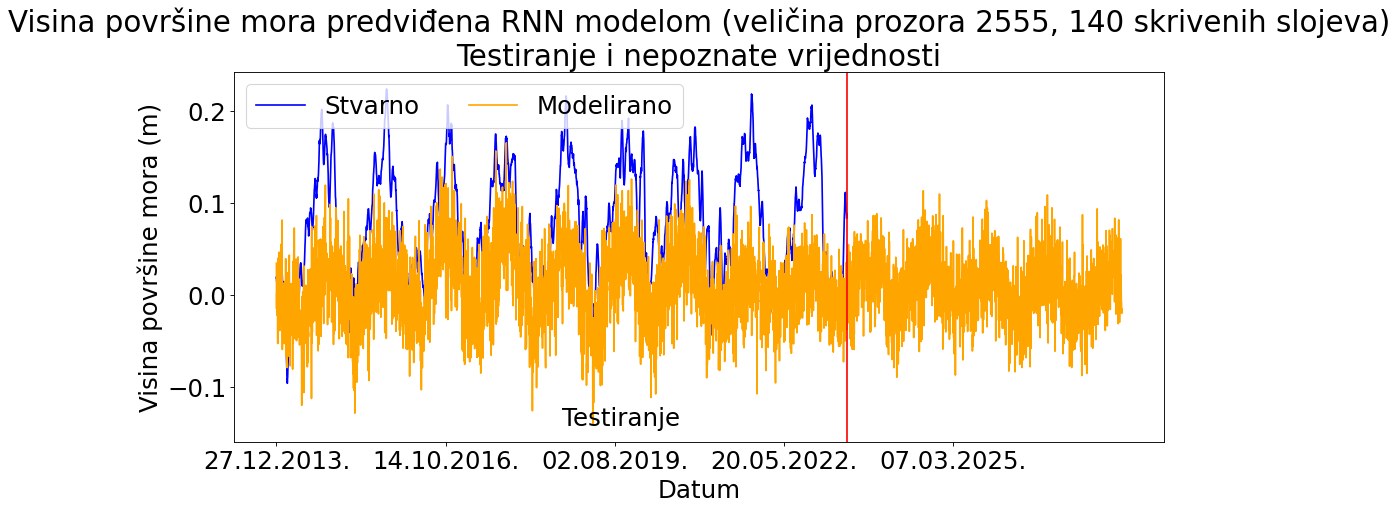 Visina površine mora predviđena RNN modelom (veličina prozora 2555, 140 skrivenih slojeva)
Testiranje i nepoznate vrijednosti
Stvarno
Modelirano
Visina površine mora (m)
0.2
0.1
0.0
−0.1
Testiranje
27.12.2013.
14.10.2016.
02.08.2019.
20.05.2022.
07.03.2025.
Datum